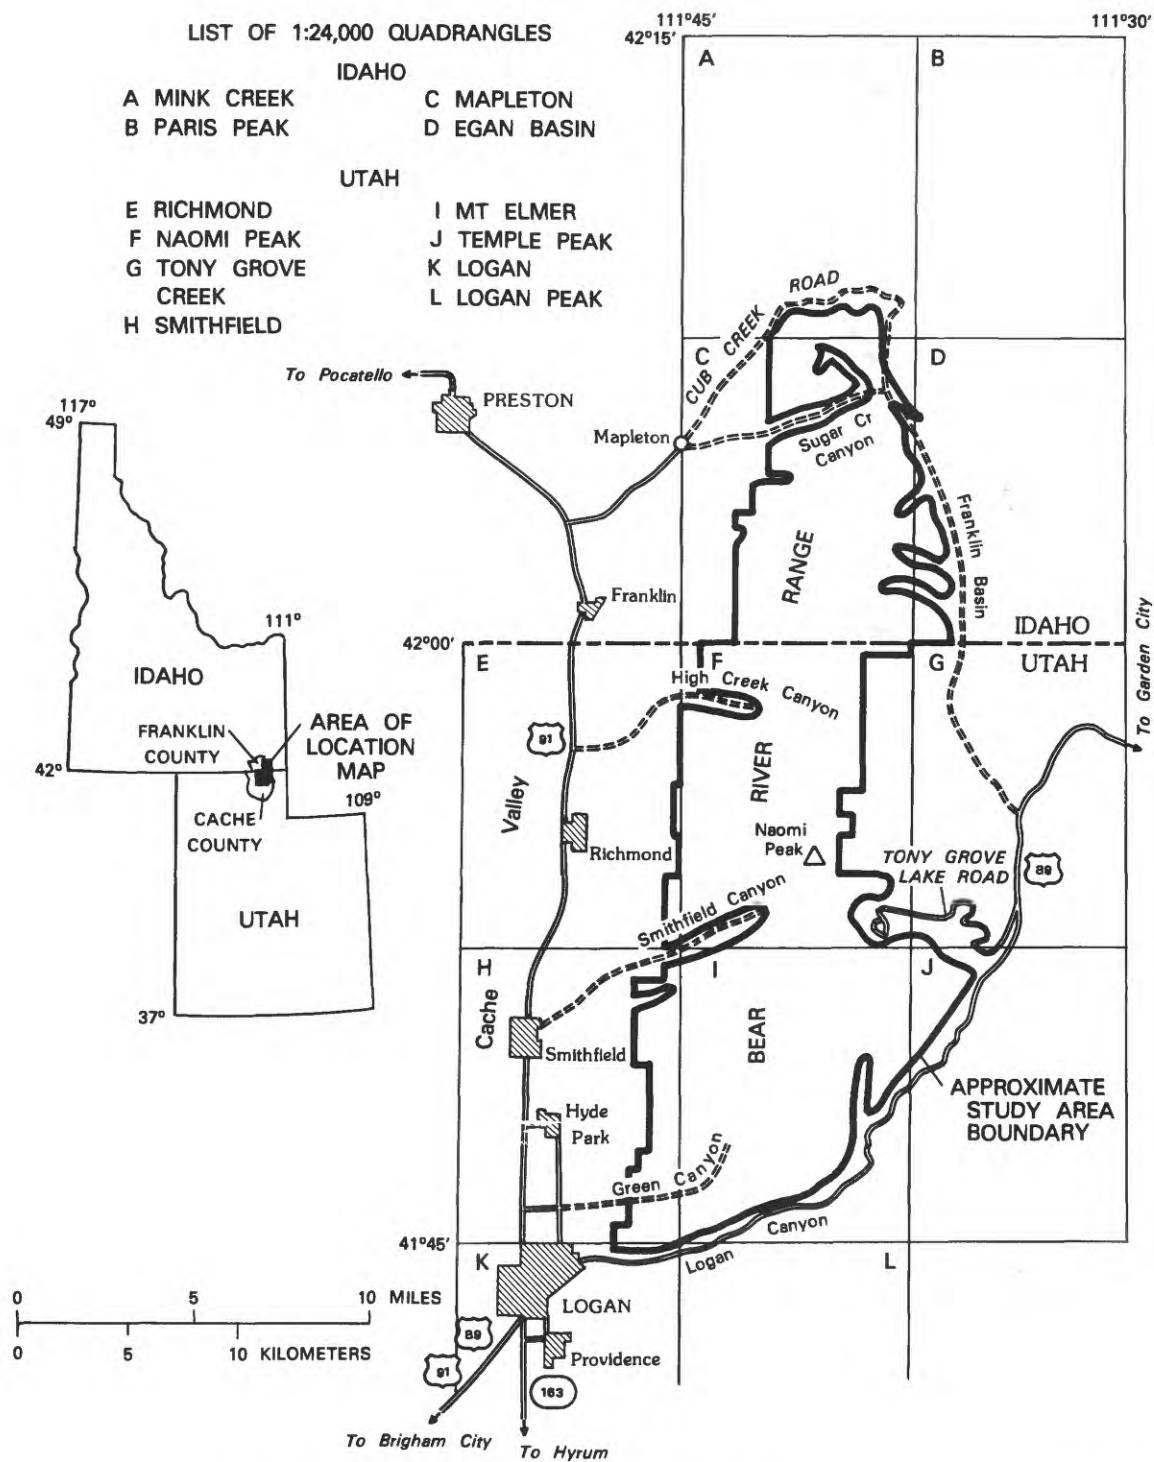 LIST OF 1:24,000 QUADRANGLES
IDAHO
A MINK CREEK
B PARIS PEAK
C MAPLETON
D EGAN BASIN
UTAH
E RICHMOND
F NAOMI PEAK
G TONY GROVE
CREEK
H SMITHFIELD
I MT ELMER
J TEMPLE PEAK
K LOGAN
L LOGAN PEAK
111°45'
111°30'
42°15'
A
B
CUB CREEK ROAD
C
D
To Pocatello
PRESTON
Mapleton
Sugar Cr
Canyon
Franklin Basin
RANGE
Franklin
IDAHO
UTAH
42°00'
E
F
G
High Creek Canyon
To Garden City
91
Valley
RIVER
Naomi
Peak
Richmond
TONY GROVE
LAKE ROAD
89
Smithfield Canyon
H
I
J
Cache
Smithfield
BEAR
APPROXIMATE
STUDY AREA
BOUNDARY
Hyde
Park
Green Canyon
41°45'
K
Logan Canyon
L
LOGAN
Providence
89
91
163
To Brigham City
To Hyrum
117°
49°
111°
IDAHO
FRANKLIN
COUNTY
AREA OF
LOCATION
MAP
42°
109°
CACHE
COUNTY
UTAH
37°
0 5 10 MILES
0 5 10 KILOMETERS